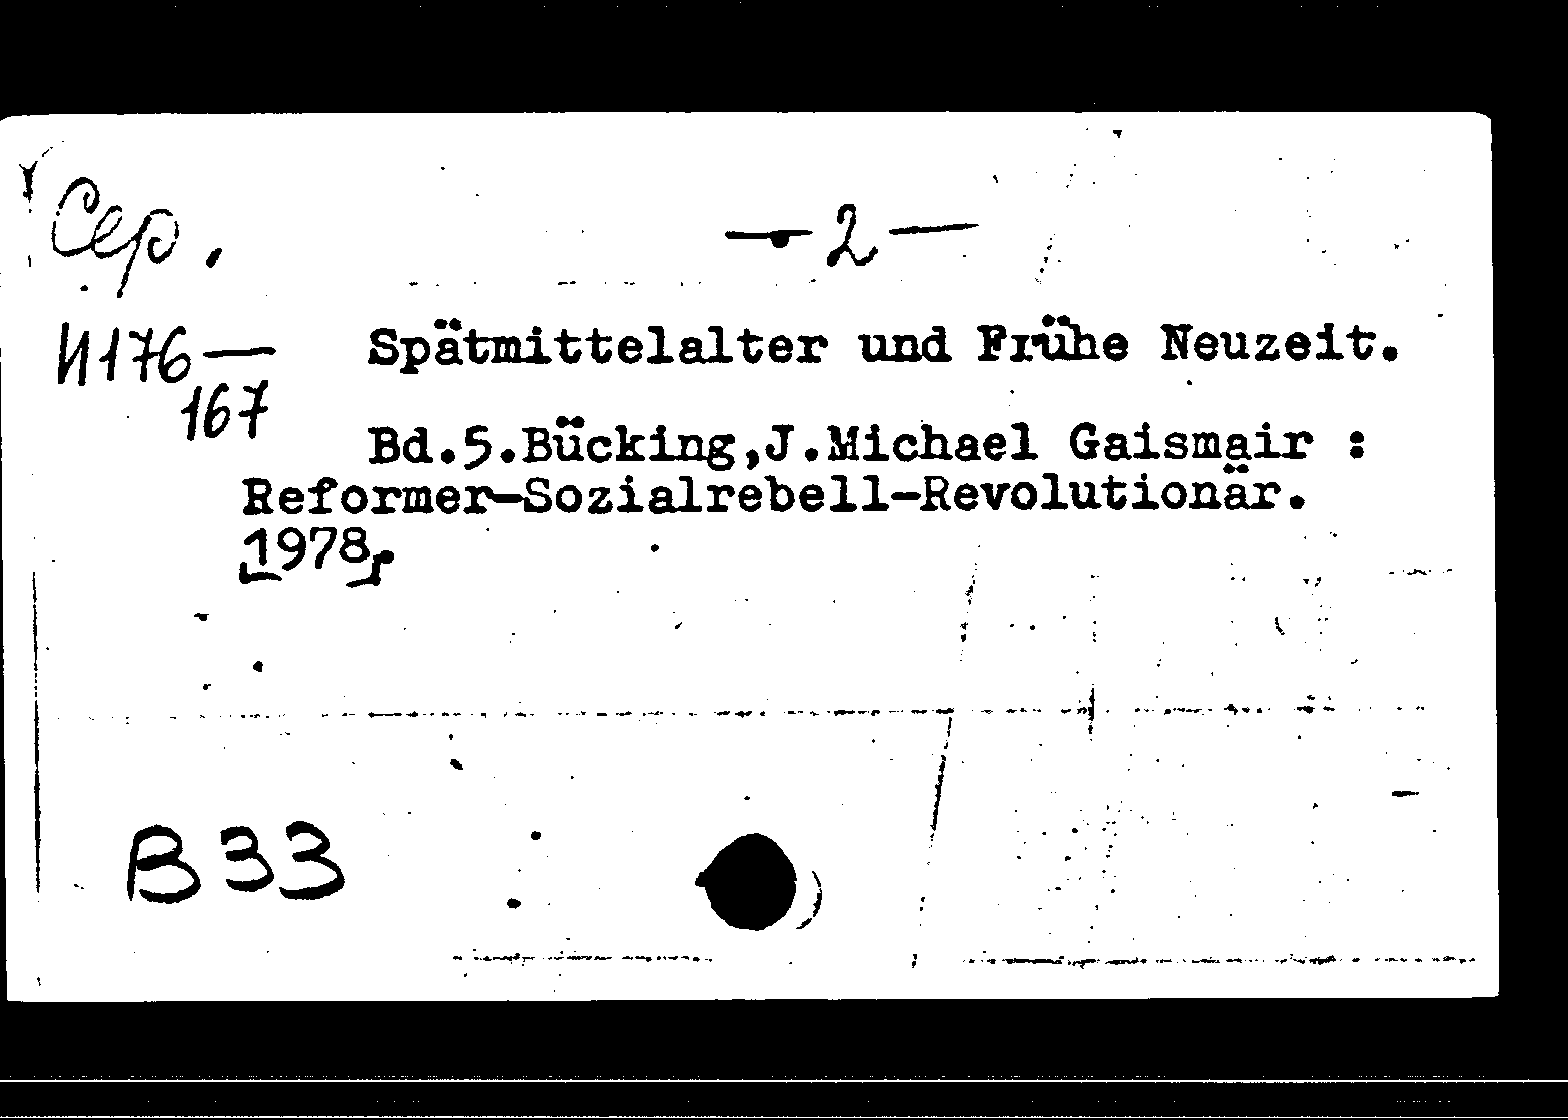 Сер.
— 2 —
И176—
167
Spätmittelalter und Frühe Neuzeit.
Bd.5.Bücking,J.Michael Gaismair :
Reformer-Sozialrebell-Revolutionär.
[1978].
B33